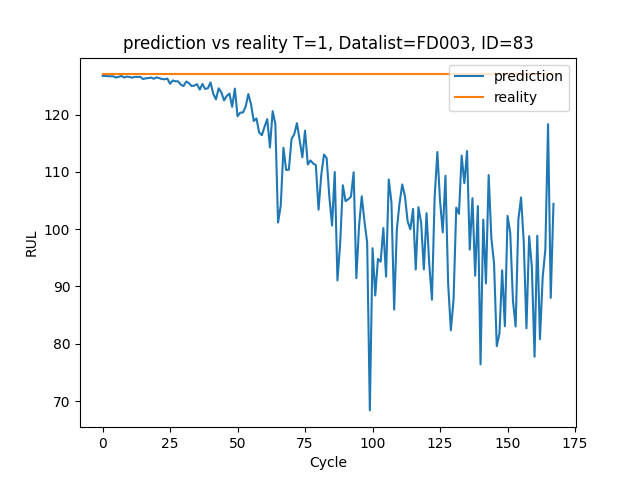 prediction vs reality T=1, Datalist=FD003, ID=83
prediction
reality
120
110
100
90
80
70
RUL
0
25
50
75
100
125
150
175
Cycle